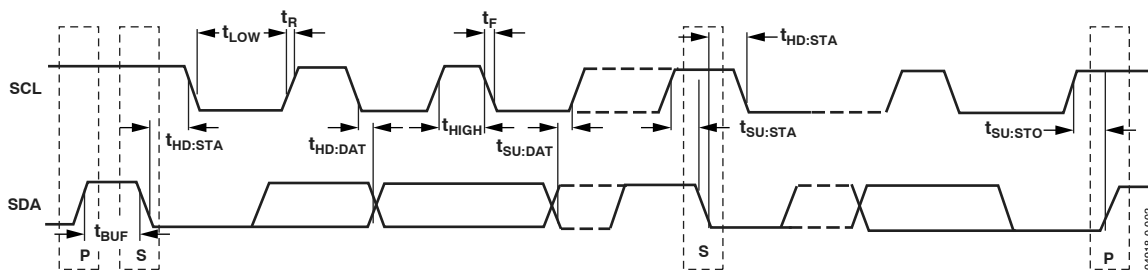 tR
tF
tLOW
tHD:STA
SCL
tHD:STA
tHD:DAT
tHIGH
tSU:DAT
tSU:STA
tSU:STO
SDA
tBUF
P
S
S
P